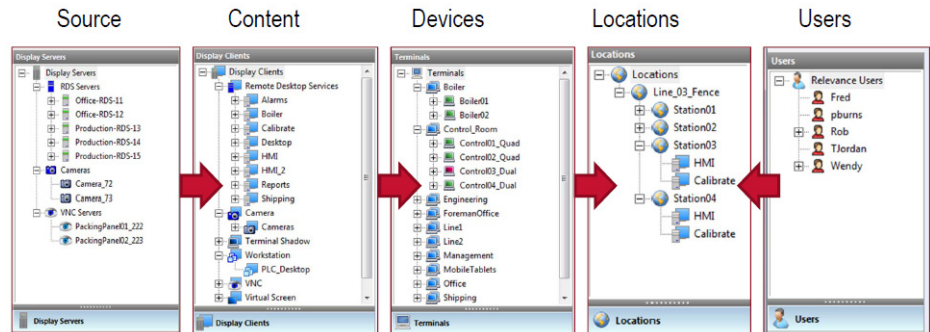 Source
Content
Devices
Locations
Users
Display Servers
Display Servers
RDS Servers
Office-RDS-11
Office-RDS-12
Production-RDS-13
Production-RDS-14
Production-RDS-15
Cameras
Camera_72
Camera_73
VNC Servers
PackingPanel01_222
PackingPanel02_223
Display Servers
Display Clients
Display Clients
Remote Desktop Services
Alarms
Boiler
Calibrate
Desktop
HMI
HMI_2
Reports
Shipping
Camera
Cameras
Terminal Shadow
Workstation
PLC_Desktop
VNC
Virtual Screen
Display Clients
Terminals
Terminals
Boiler
Boiler01
Boiler02
Control_Room
Control01_Quad
Control02_Quad
Control03_Dual
Control04_Dual
Engineering
ForemanOffice
Line1
Line2
Management
MobileTablets
Office
Shipping
Terminals
Locations
Locations
Line_03_Fence
Station01
Station02
Station03
HMI
Calibrate
Station04
HMI
Calibrate
Locations
Users
Relevance Users
Fred
pburns
Rob
TJordan
Wendy
Users